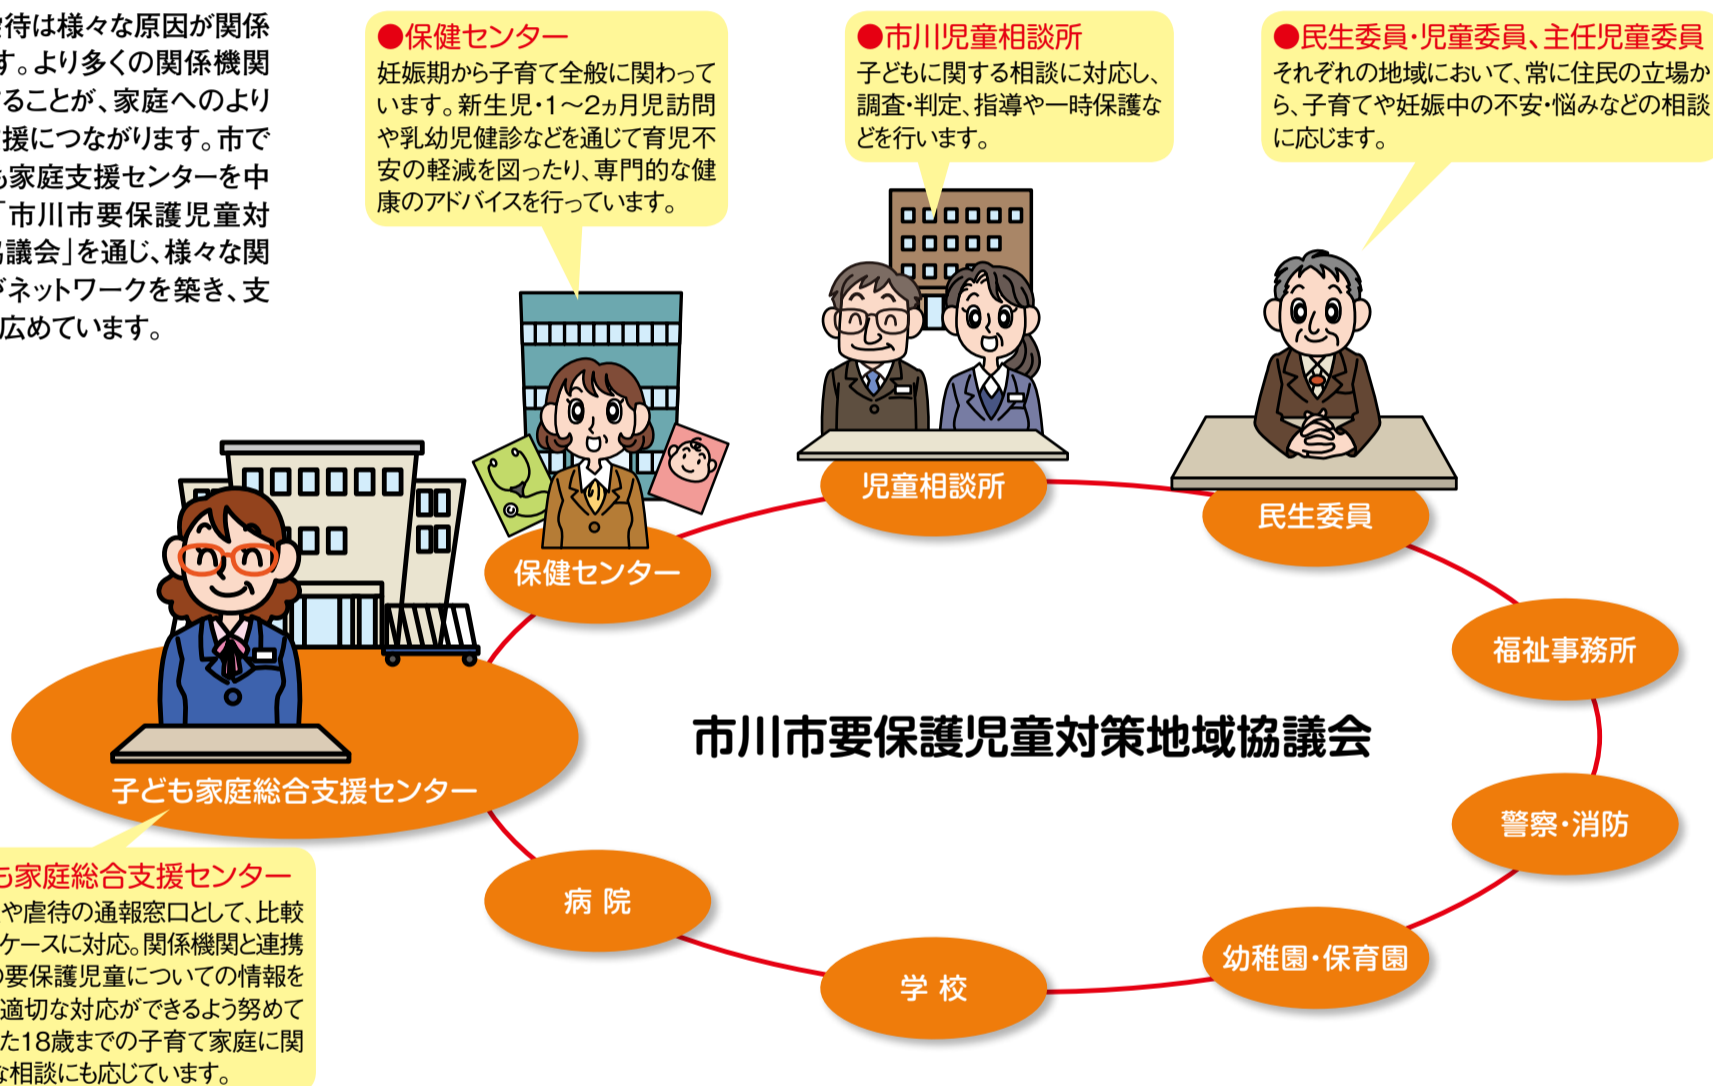 待は様々な原因が関係
す。より多くの関係機関
ることが、家庭へのより
援につながります。市で
も家庭支援センターを中
「市川市要保護児童対
協議会」を通じ、様々な関
がネットワークを築き、支
広めています。
●保健センター
妊娠期から子育て全般に関わって
います。新生児・1～2ヵ月児訪問
や乳幼児健診などを通じて育児不
安の軽減を図ったり、専門的な健
康のアドバイスを行っています。
●市川児童相談所
子どもに関する相談に対応し、
調査・判定、指導や一時保護な
どを行います。
●民生委員・児童委員、主任児童委員
それぞれの地域において、常に住民の立場か
ら、子育てや妊娠中の不安・悩みなどの相談
に応じます。
児童相談所
民生委員
保健センター
福祉事務所
市川市要保護児童対策地域協議会
子ども家庭総合支援センター
警察・消防
も家庭総合支援センター
や虐待の通報窓口として、比較
ケースに対応。関係機関と連携
の要保護児童についての情報を
適切な対応ができるよう努めて
た18歳までの子育て家庭に関
な相談にも応じています。
病 院
幼稚園・保育園
学 校